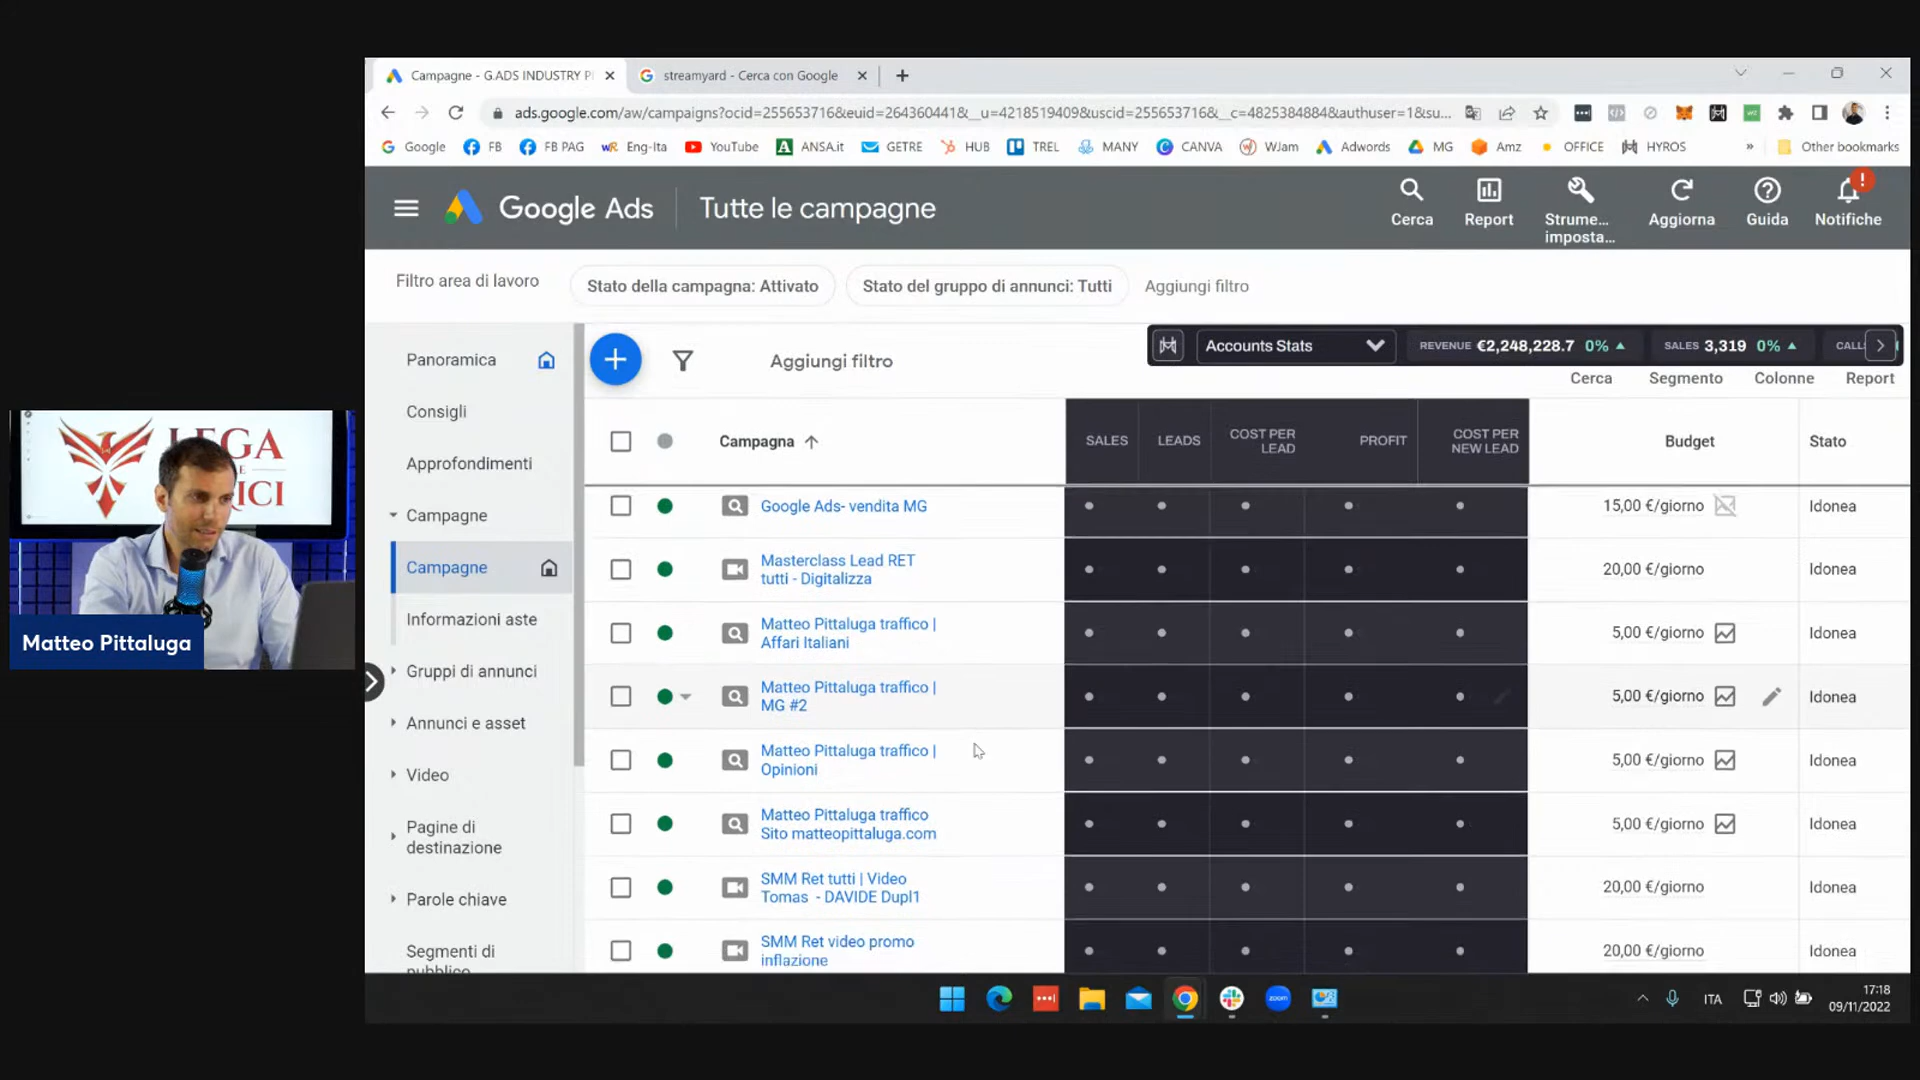 Campagne - G.ADS INDUSTRY P
streamyard - Cerca con Google
ads.google.com/aw/campaigns?ocid=255653716&euid=264360441&__u=4218519409&uscid=255653716&__c=4825384884&authuser=1&su...
Google
FB
FB PAG
Eng-Ita
YouTube
ANSA.it
GETRE
HUB
TREL
MANY
CANVA
WJam
Adwords
MG
Amz
OFFICE
HYROS
»
Other bookmarks
Google Ads
Tutte le campagne
Cerca
Report
Strume...
imposta...
Aggiorna
Guida
Notifiche
Filtro area di lavoro
Stato della campagna: Attivato
Stato del gruppo di annunci: Tutti
Aggiungi filtro
Panoramica
Consigli
Approfondimenti
Campagne
Campagne
Informazioni aste
Gruppi di annunci
Annunci e asset
Video
Pagine di
destinazione
Parole chiave
Segmenti di
pubblico
Aggiungi filtro
Accounts Stats
REVENUE €2,248,228.7 0%
SALES 3,319 0%
CALL
Cerca
Segmento
Colonne
Report
Campagna
SALES
LEADS
COST PER
LEAD
PROFIT
COST PER
NEW LEAD
Budget
Stato
Google Ads- vendita MG
15,00 €/giorno
Idonea
Masterclass Lead RET
tutti - Digitalizza
20,00 €/giorno
Idonea
Matteo Pittaluga traffico |
Affari Italiani
5,00 €/giorno
Idonea
Matteo Pittaluga traffico |
MG #2
5,00 €/giorno
Idonea
Matteo Pittaluga traffico |
Opinioni
5,00 €/giorno
Idonea
Matteo Pittaluga traffico
Sito matteopittaluga.com
5,00 €/giorno
Idonea
SMM Ret tutti | Video
Tomas - DAVIDE Dupl1
20,00 €/giorno
Idonea
SMM Ret video promo
inflazione
20,00 €/giorno
Idonea
Matteo Pittaluga
zoom
ITA
17:18
09/11/2022